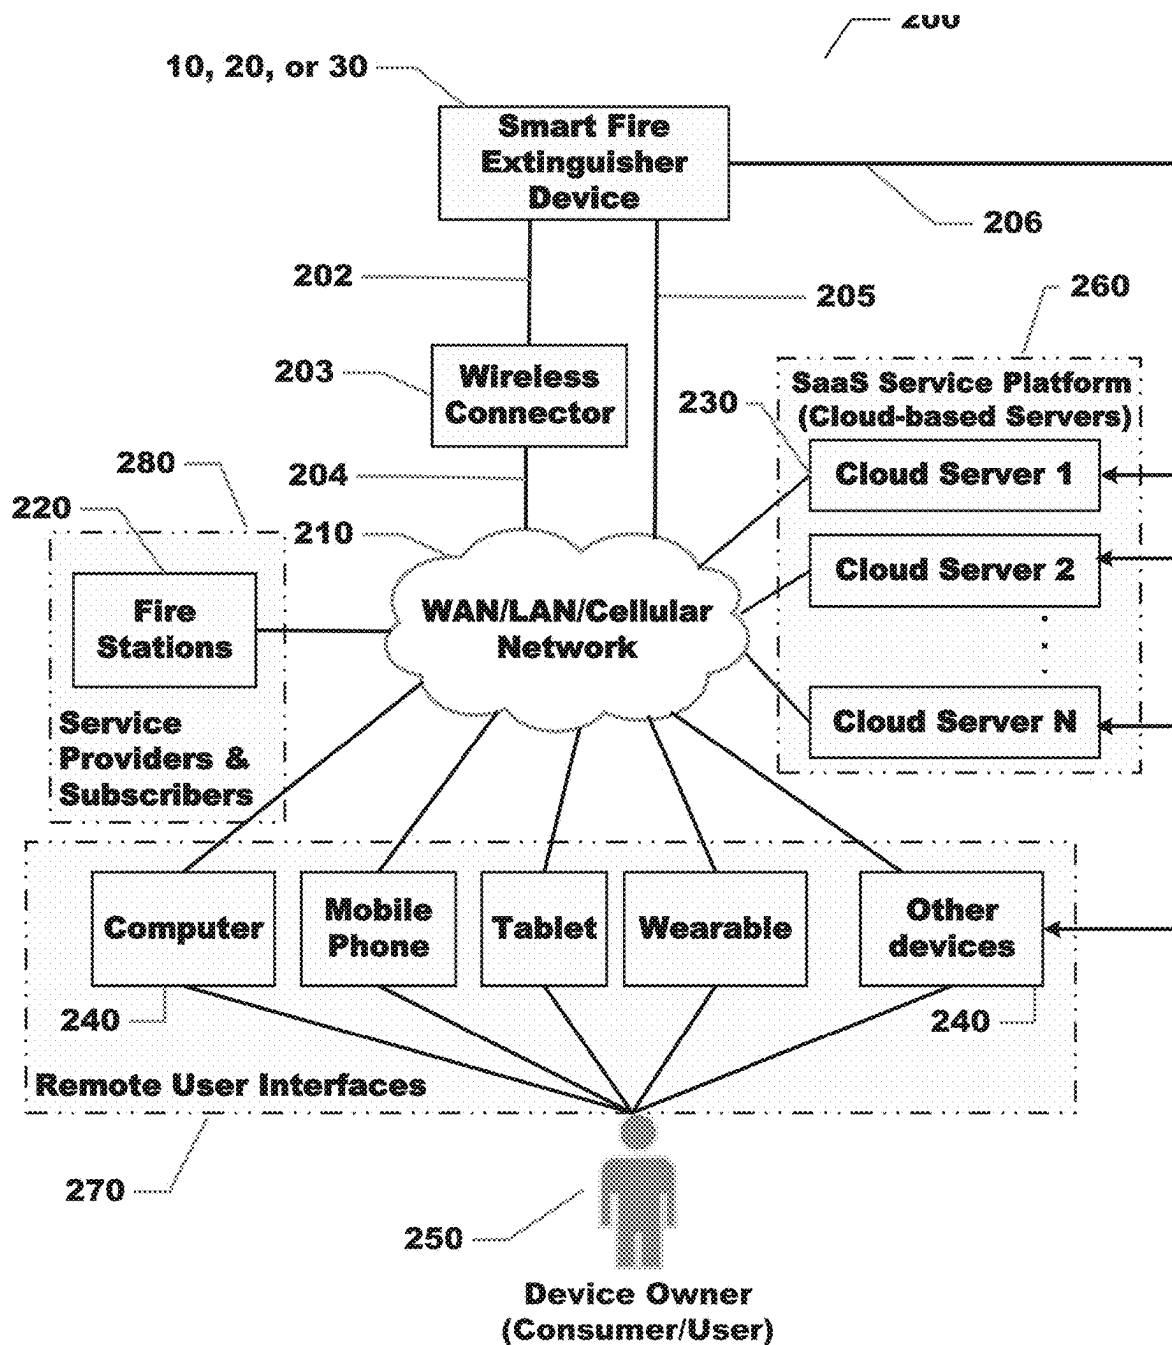 200
10, 20, or 30
Smart Fire
Extinguisher
Device
206
202
205
260
203
Wireless
Connector
SaaS Service Platform
(Cloud-based Servers)
230
Cloud Server 1
280
204
220
210
Cloud Server 2
Fire
Stations
WAN/LAN/Cellular
Network
Cloud Server N
Service
Providers &
Subscribers
Computer
Mobile
Phone
Tablet
Wearable
Other
devices
240
240
Remote User Interfaces
270
250
Device Owner
(Consumer/User)